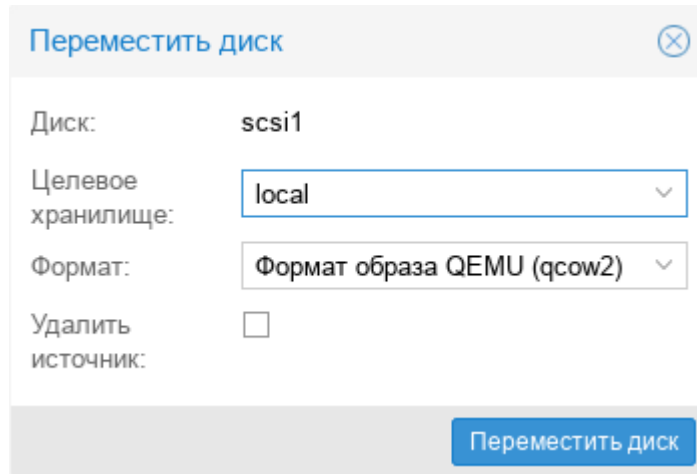 Переместить диск
Диск: scsi1
Целевое
хранилище: local
Формат: Формат образа QEMU (qcow2)
Удалить
источник:
Переместить диск